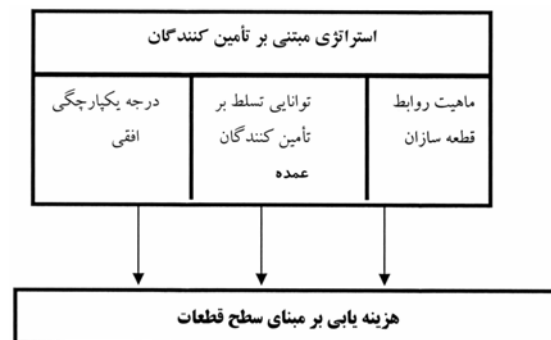 استراتژی مبتنی بر تأمین کنندگان
ماهیت روابط
قطعه سازان
توانایی تسلط بر
تأمین کنندگان
عمده
درجه یکپارچگی
افقی
هزینه یابی بر مبنای سطح قطعات